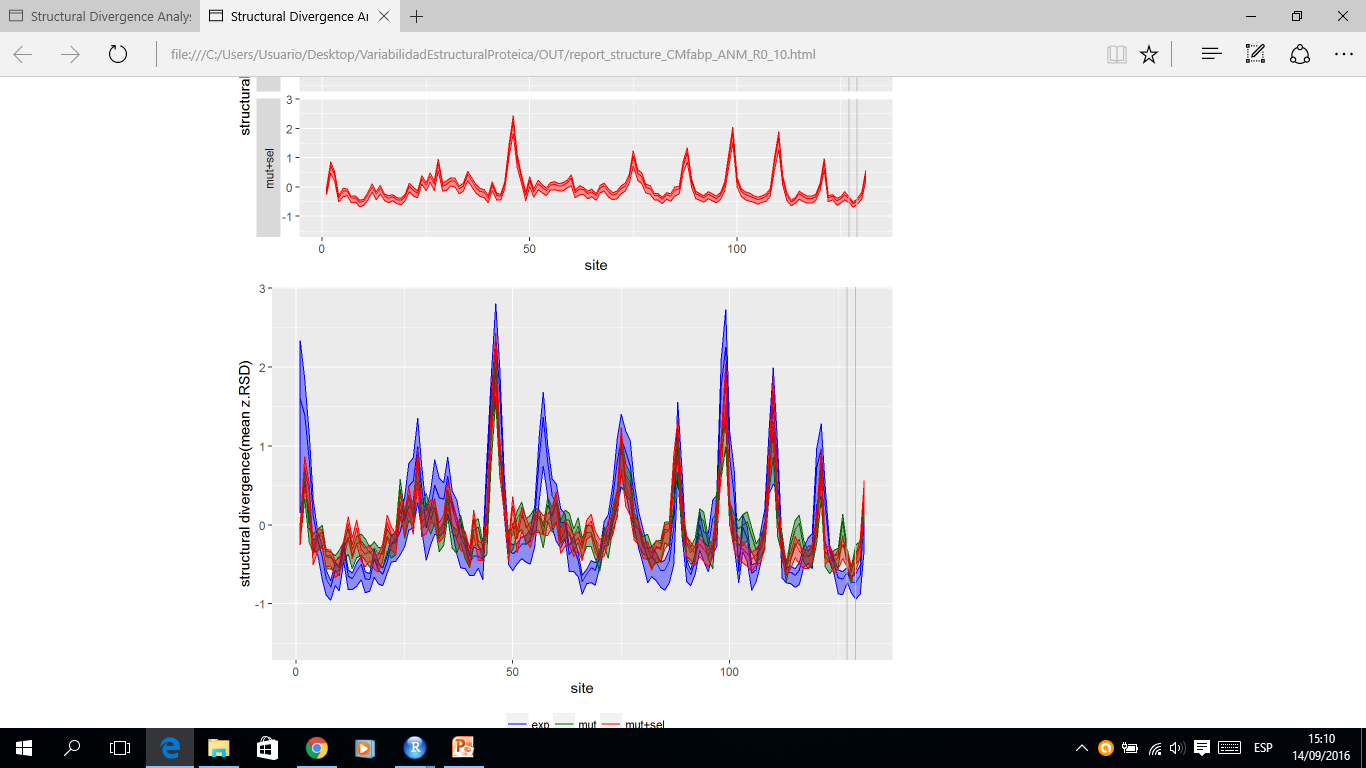 Structural Divergence Analys
Structural Divergence Ar
file:///C:/Users/Usuario/Desktop/VariabilidadEstructuralProteica/OUT/report_structure_CMfabp_ANM_R0_10.html
structural
mut+sel
3
2
1
0
-1
0 50 100
site
structural divergence(mean z.RSD)
3
2
1
0
-1
0 50 100
site
exp mut mut+sel
ESP
15:10
14/09/2016